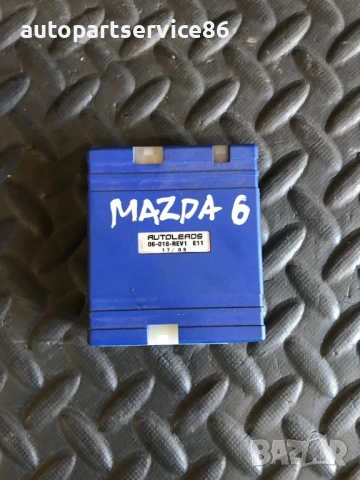 autopartservice86
MAZDA 6
AUTOLEADS
06-018-REV1 E11
17/09
BAZAR